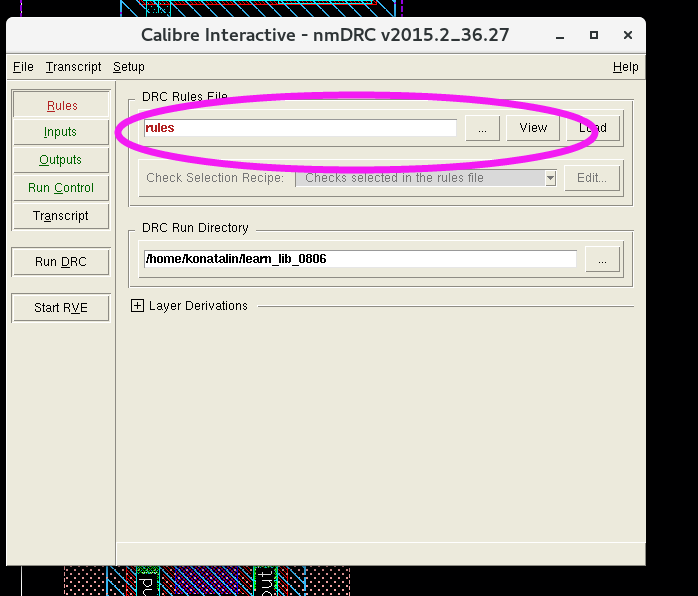 Calibre Interactive - nmDRC v2015.2_36.27
File Transcript Setup Help
Rules
Inputs
Outputs
Run Control
Transcript
Run DRC
Start RVE
DRC Rules File
rules ... View Load
Check Selection Recipe: Checks selected in the rules file Edit...
DRC Run Directory
/home/konatalin/learn_lib_0806 ...
Layer Derivations